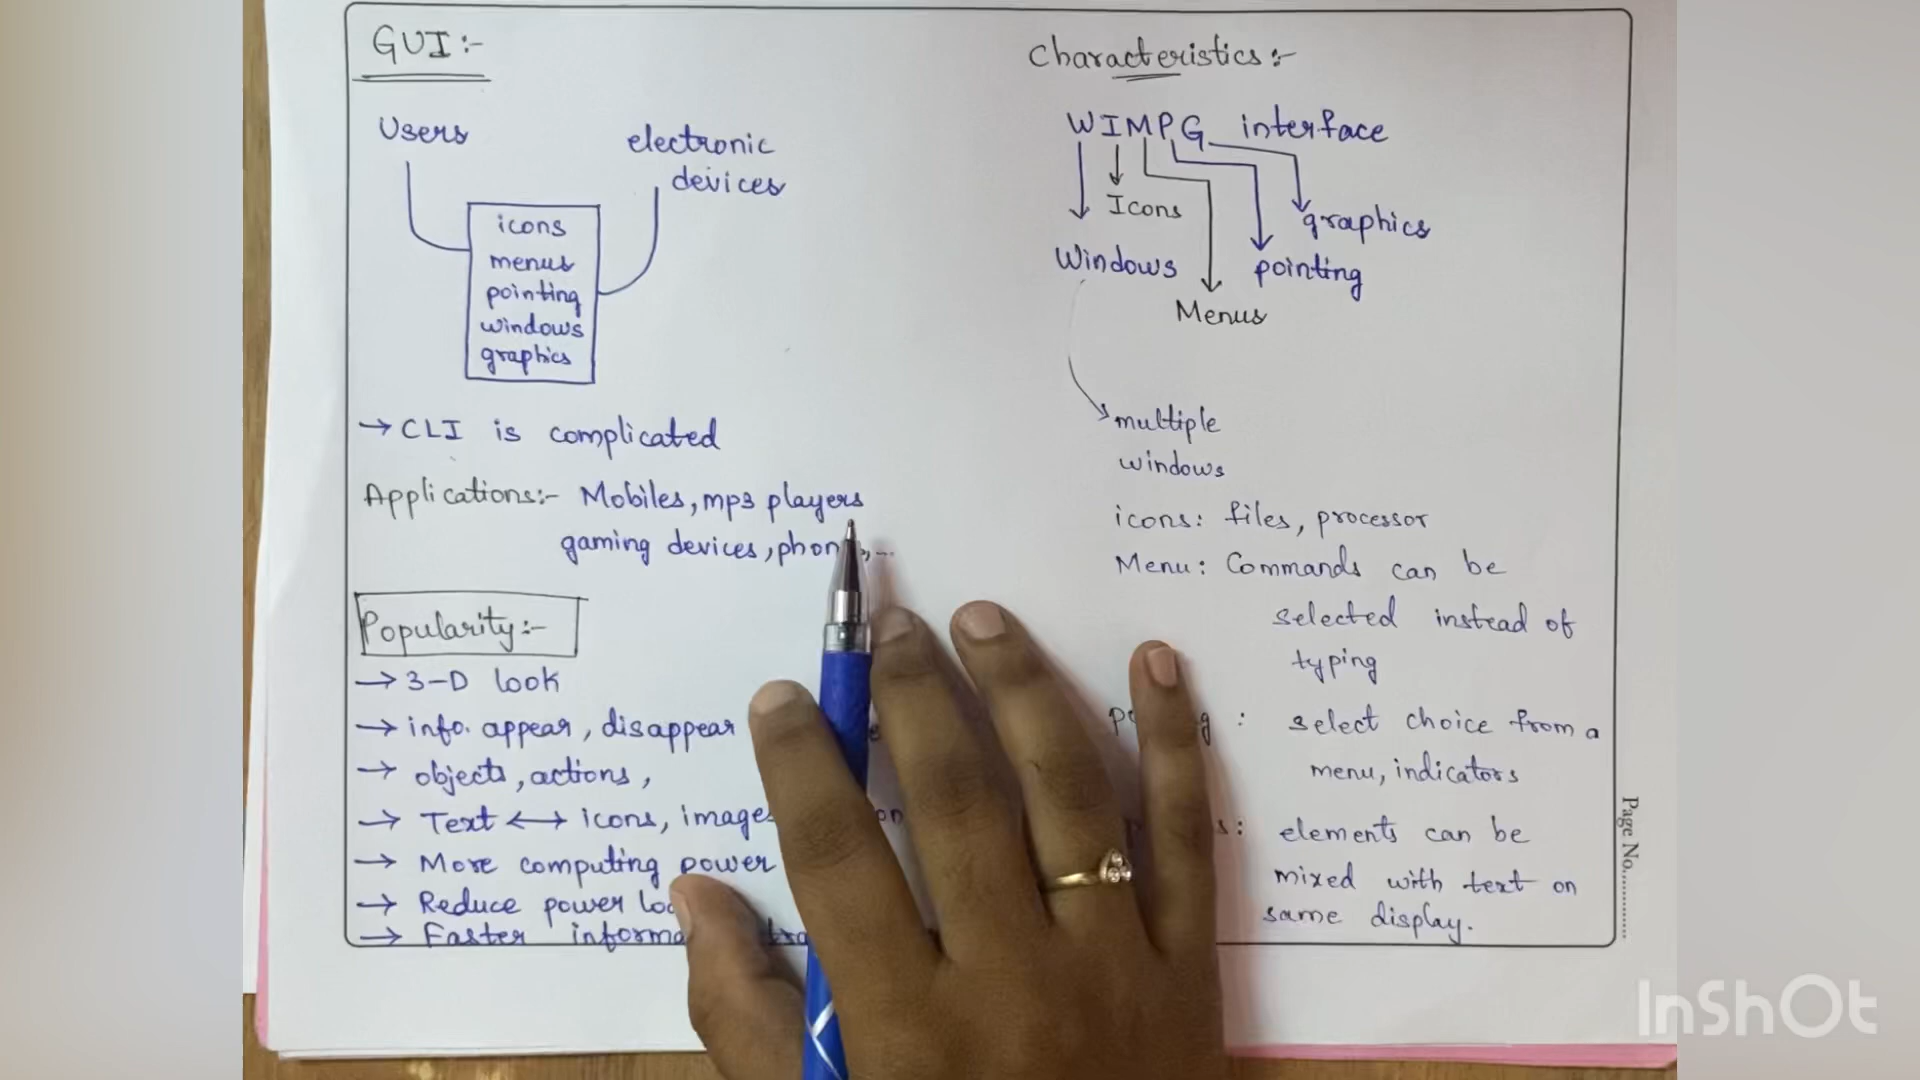 GUI:-
Users
electronic
devices
icons
menus
pointing
windows
graphics
→ CLI is complicated
Applications:- Mobiles, mp3 players
gaming devices,
Popularity:-
→ 3-D look
→ info. appear, disappear
→ objects, actions,
→ Text ↔ icons, images
→ More computing power
→ Reduce power
→ Faster
Characteristics:-
WIMPG interface
Icons
graphics
Windows
pointing
Menus
multiple
windows
icons: files, processor
Menu: Commands can be
selected instead of
typing
: select choice from a
menu, indicators
: elements can be
mixed with text on
same display.
Page No..............
InShOt